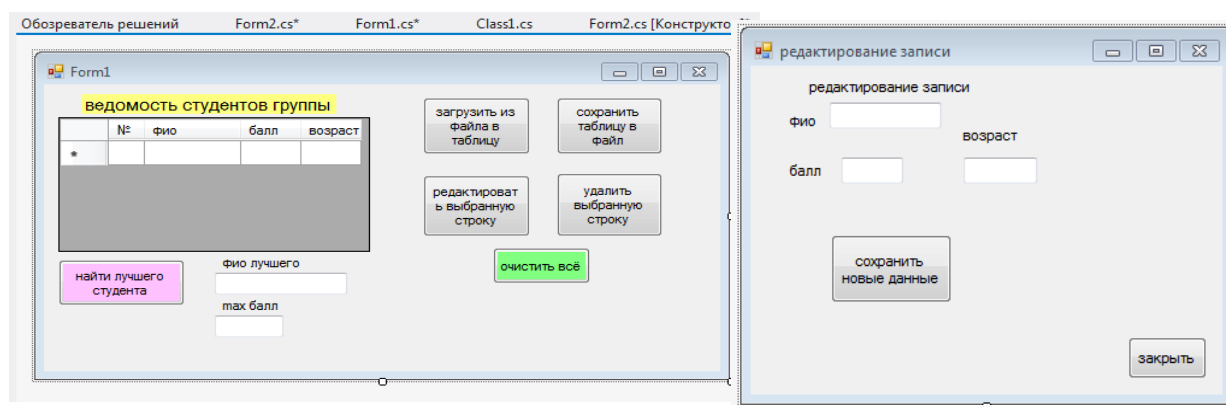 Обозреватель решений Form2.cs* Form1.cs* Class1.cs Form2.cs [Конструкто
Form1
ведомость студентов группы
№ фио балл возраст
*
загрузить из
файла в
таблицу
сохранить
таблицу в
файл
редактироват
ь выбранную
строку
удалить
выбранную
строку
очистить всё
найти лучшего
студента
фио лучшего
max балл
редактирование записи
редактирование записи
фио
возраст
балл
сохранить
новые данные
закрыть